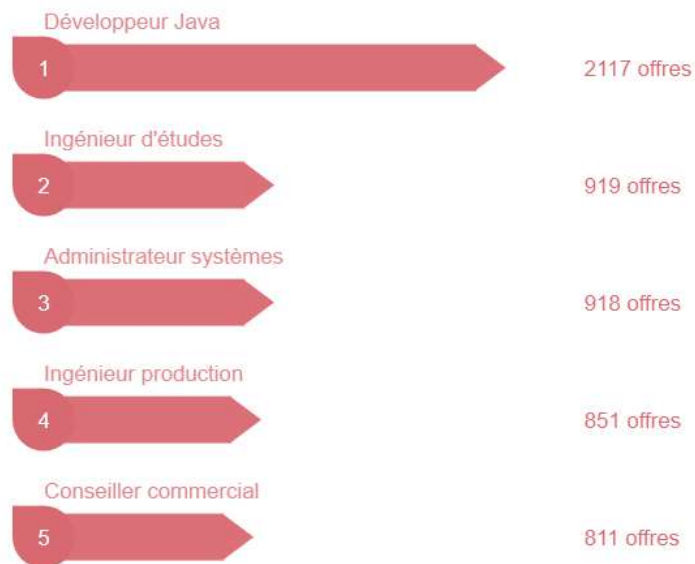 Développeur Java
1
2117 offres
Ingénieur d'études
2
919 offres
Administrateur systèmes
3
918 offres
Ingénieur production
4
851 offres
Conseiller commercial
5
811 offres